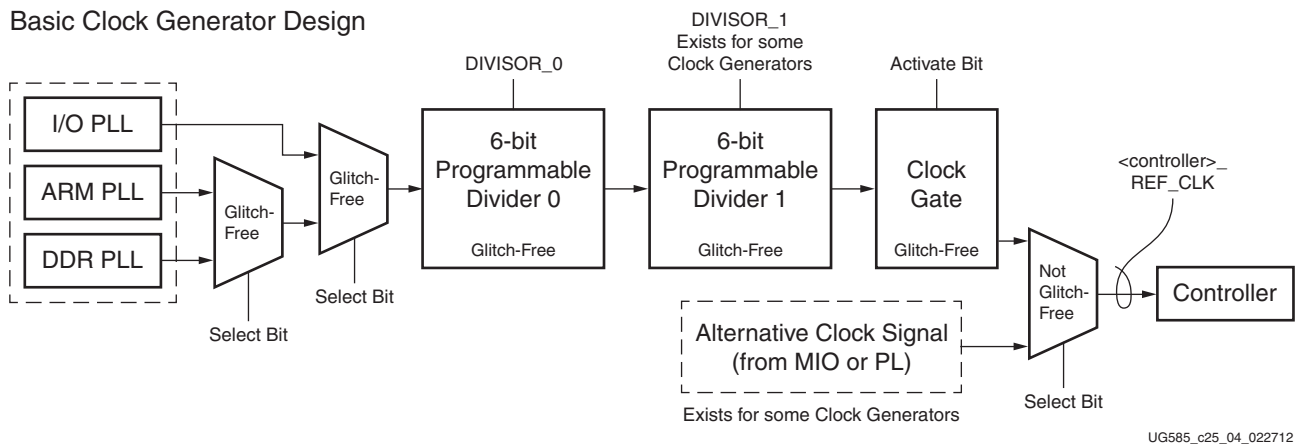 Basic Clock Generator Design
I/O PLL
ARM PLL
DDR PLL
Glitch-
Free
Select Bit
Glitch-
Free
Select Bit
DIVISOR_0
6-bit
Programmable
Divider 0
Glitch-Free
DIVISOR_1
Exists for some
Clock Generators
6-bit
Programmable
Divider 1
Glitch-Free
Activate Bit
Clock
Gate
Glitch-Free
Alternative Clock Signal
(from MIO or PL)
Exists for some Clock Generators
Not
Glitch-
Free
Select Bit
<controller>_
REF_CLK
Controller
UG585_c25_04_022712